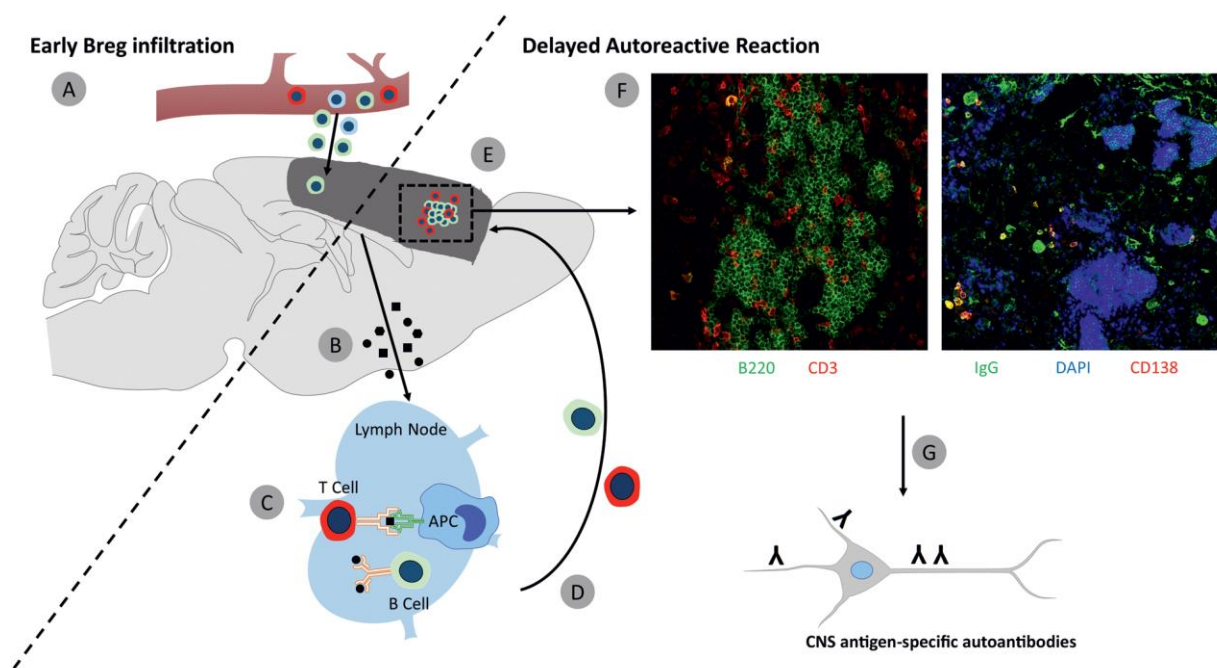 Early Breg infiltration
Delayed Autoreactive Reaction
A
F
E
B
B220 CD3
IgG DAPI CD138
Lymph Node
G
T Cell
C
APC
D
B Cell
CNS antigen-specific autoantibodies